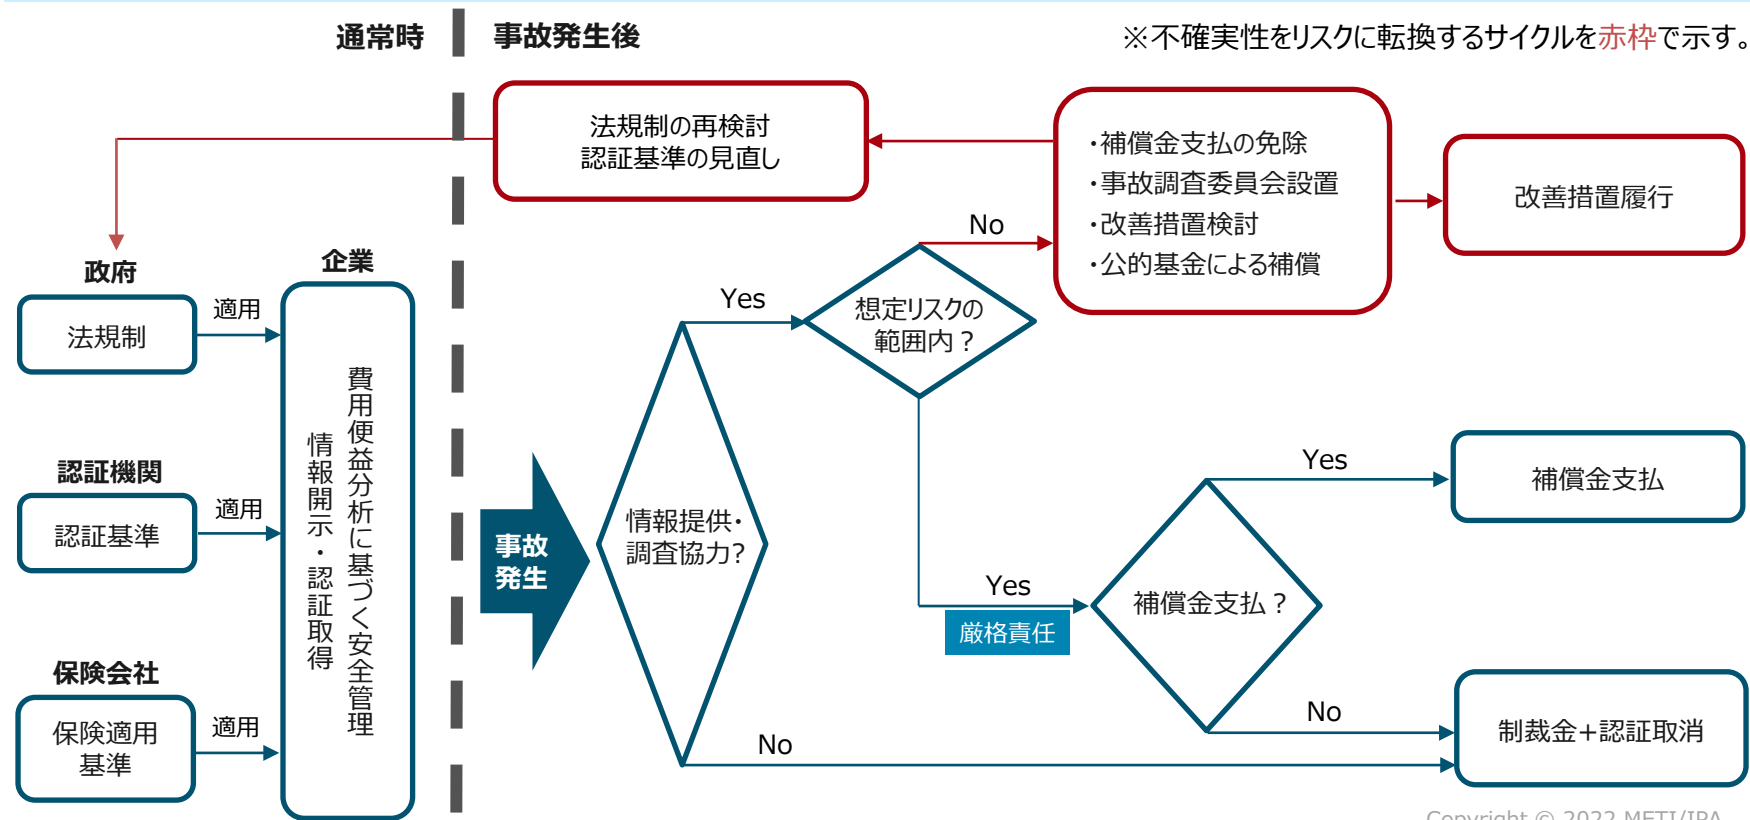 通常時
事故発生後
※不確実性をリスクに転換するサイクルを赤枠で示す。
法規制の再検討
認証基準の見直し
・補償金支払の免除
・事故調査委員会設置
・改善措置検討
・公的基金による補償
改善措置履行
No
政府
法規制
適用
企業
費用便益分析に基づく安全管理
情報開示・認証取得
Yes
想定リスクの
範囲内？
認証機関
認証基準
適用
事故
発生
情報提供・
調査協力?
Yes
補償金支払
Yes
厳格責任
補償金支払？
保険会社
保険適用
基準
適用
No
No
制裁金+認証取消
Copyright © 2022 METI/IPA